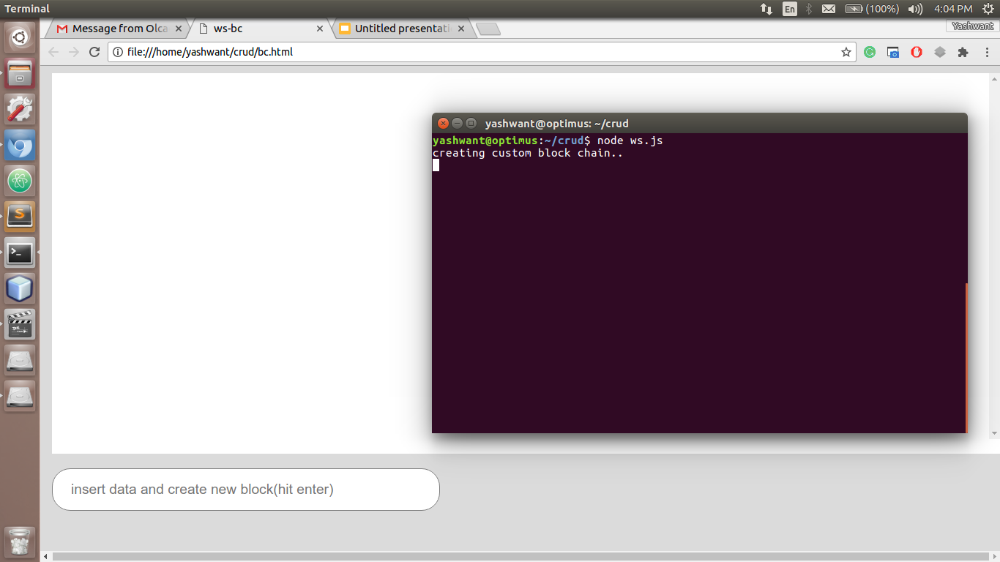 Terminal
En
(100%)
4:04 PM
Message from Olca
ws-bc
Untitled presentati
Yashwant
file:///home/yashwant/crud/bc.html
yashwant@optimus: ~/crud
yashwant@optimus:~/crud$ node ws.js
creating custom block chain..
insert data and create new block(hit enter)